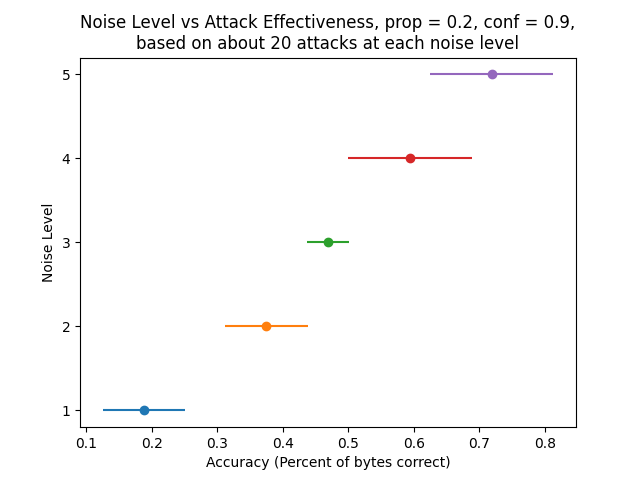 Noise Level vs Attack Effectiveness, prop = 0.2, conf = 0.9,
based on about 20 attacks at each noise level
5
4
3
2
1
Noise Level
0.1 0.2 0.3 0.4 0.5 0.6 0.7 0.8
Accuracy (Percent of bytes correct)